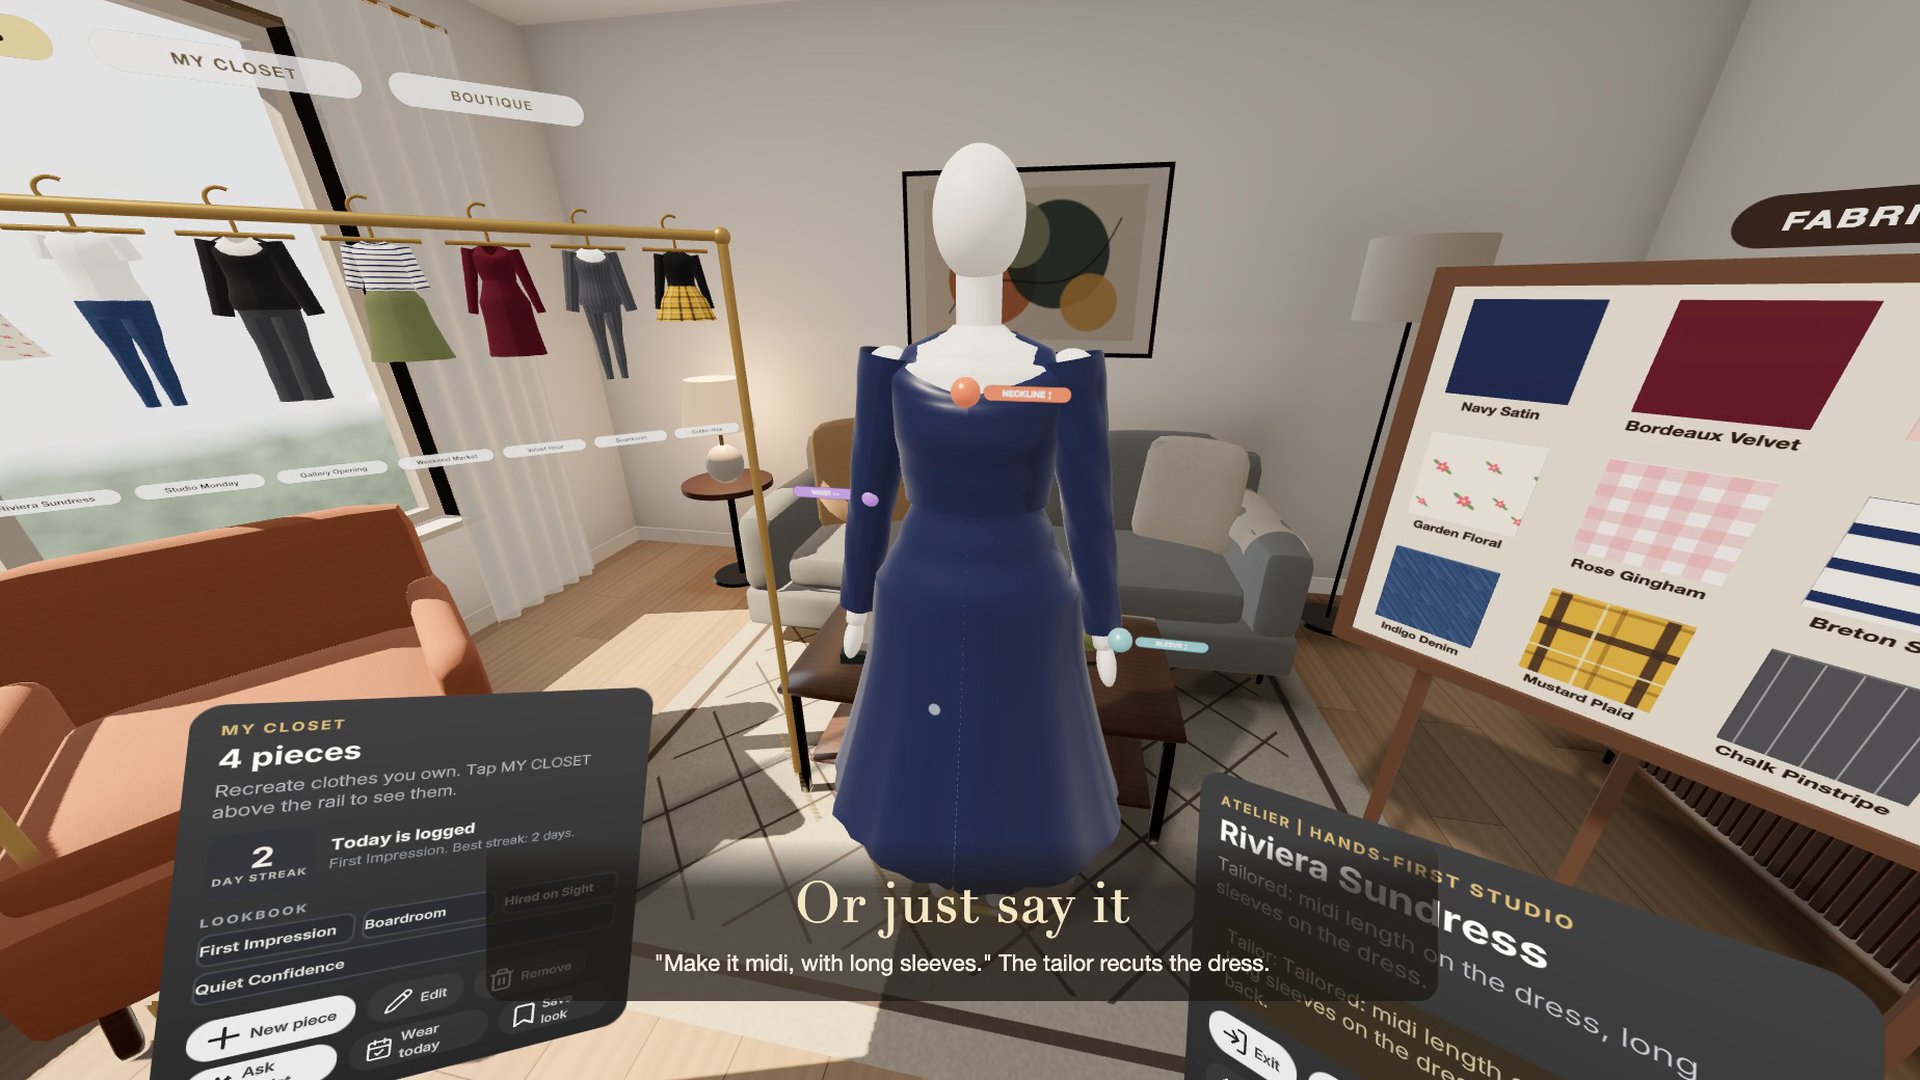 MY CLOSET
BOUTIQUE
Riviera Sundress
Studio Monday
Gallery Opening
Weekend Market
Velvet Hour
Boardroom
Golden Hour
NECKLINE
WAIST
SLEEVE
Navy Satin
Bordeaux Velvet
Garden Floral
Rose Gingham
Indigo Denim
Mustard Plaid
Breton S
Chalk Pinstripe
MY CLOSET
4 pieces
Recreate clothes you own. Tap MY CLOSET
above the rail to see them.
2
DAY STREAK
Today is logged
First Impression. Best streak: 2 days.
LOOKBOOK
First Impression
Boardroom
Hired on Sight
Quiet Confidence
New piece
Edit
Remove
Ask
Wear
today
Save
look
Or just say it
"Make it midi, with long sleeves." The tailor recuts the dress.
ATELIER | HANDS-FIRST STUDIO
Riviera Sundress
Tailored: midi length on the dress, long
sleeves on the dress.
Tailor: Tailored: midi length
long sleeves on the dre
back.
Exit